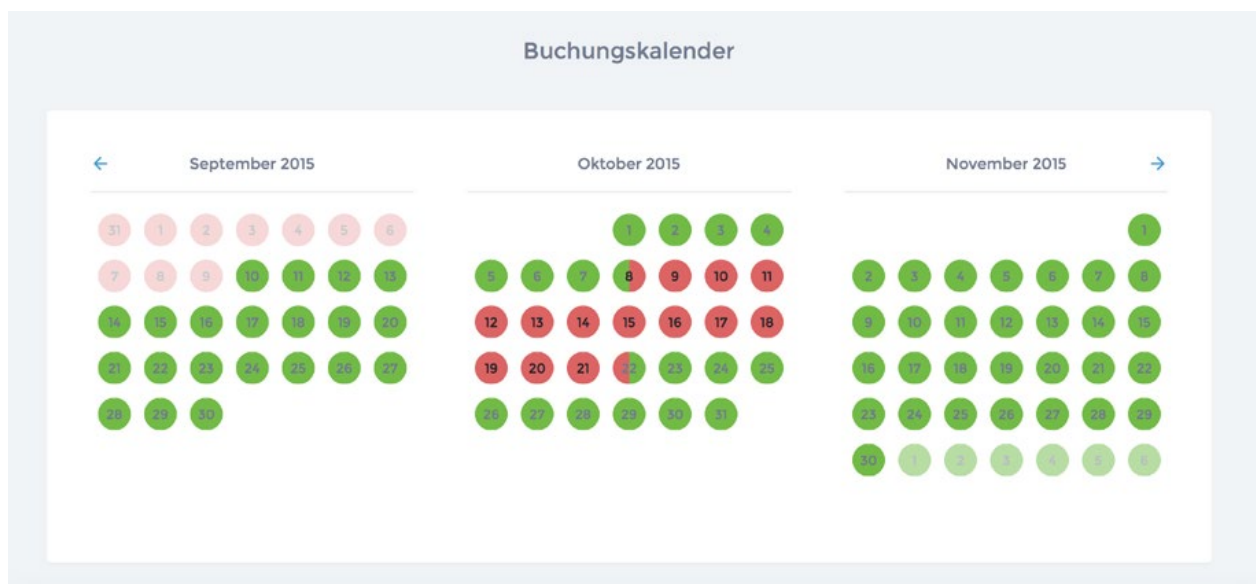 Buchungskalender
← September 2015 Oktober 2015 November 2015 →
31 1 2 3 4 5 6 1 2 3 4 1
7 8 9 10 11 12 13 5 6 7 8 9 10 11 2 3 4 5 6 7 8
14 15 16 17 18 19 20 12 13 14 15 16 17 18 9 10 11 12 13 14 15
21 22 23 24 25 26 27 19 20 21 22 23 24 25 16 17 18 19 20 21 22
28 29 30 26 27 28 29 30 31 23 24 25 26 27 28 29
30 1 2 3 4 5 6